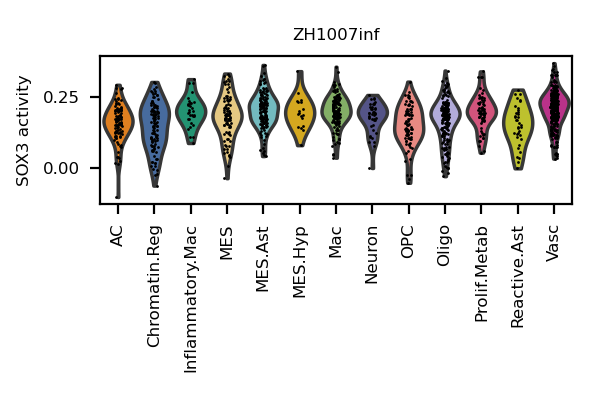 ZH1007inf
SOX3 activity
0.25
0.00
AC
Chromatin.Reg
Inflammatory.Mac
MES
MES.Ast
MES.Hyp
Mac
Neuron
OPC
Oligo
Prolif.Metab
Reactive.Ast
Vasc